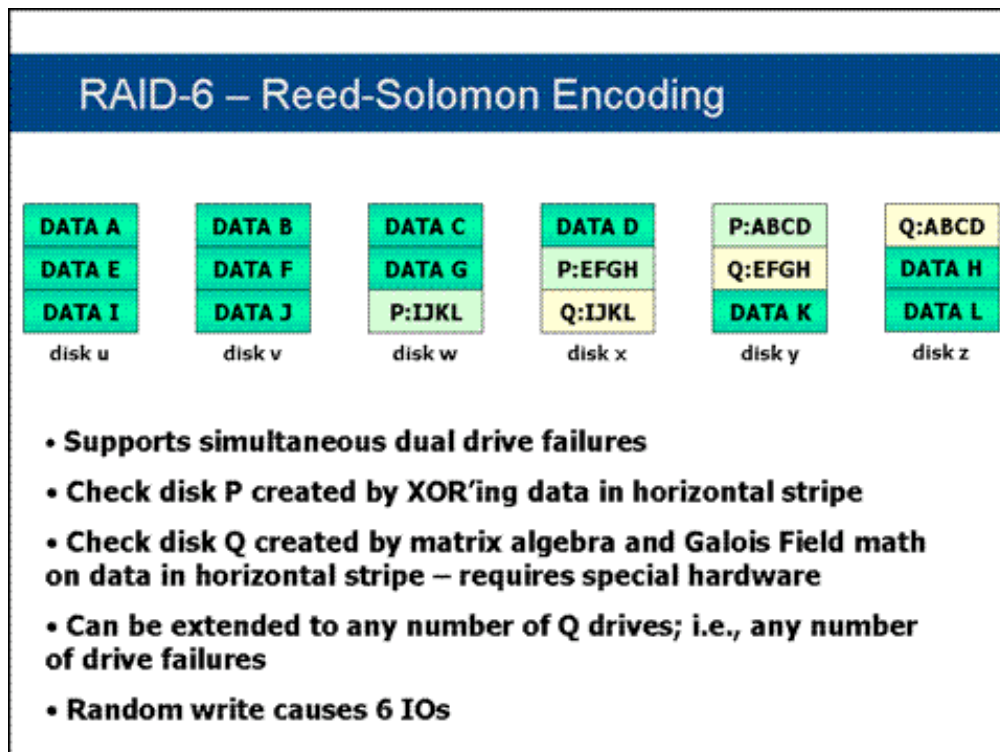 RAID-6 – Reed-Solomon Encoding
DATA A DATA B DATA C DATA D P:ABCD Q:ABCD
DATA E DATA F DATA G P:EFGH Q:EFGH DATA H
DATA I DATA J P:IJKL Q:IJKL DATA K DATA L
disk u disk v disk w disk x disk y disk z
• Supports simultaneous dual drive failures
• Check disk P created by XOR’ing data in horizontal stripe
• Check disk Q created by matrix algebra and Galois Field math
on data in horizontal stripe – requires special hardware
• Can be extended to any number of Q drives; i.e., any number
of drive failures
• Random write causes 6 IOs